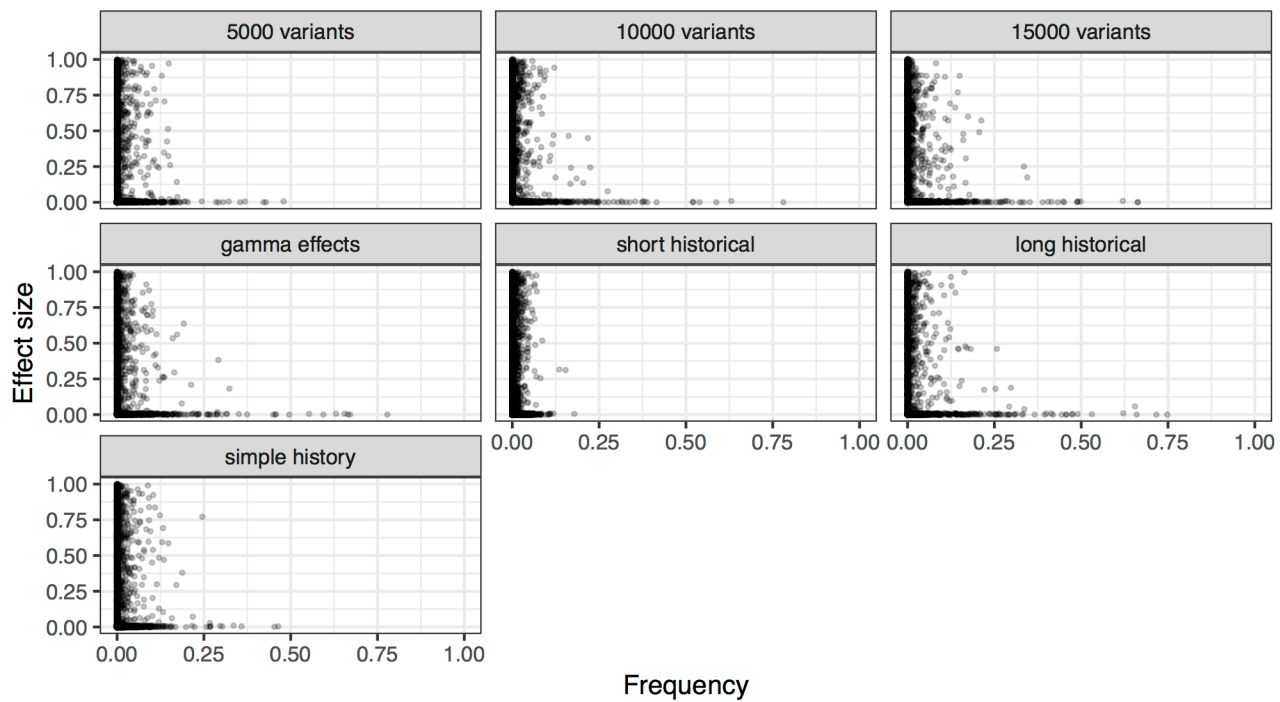 5000 variants
10000 variants
15000 variants
1.00
0.75
0.50
0.25
0.00
gamma effects
short historical
long historical
1.00
0.75
0.50
0.25
0.00
0.00 0.25 0.50 0.75 1.00
0.00 0.25 0.50 0.75 1.00
simple history
1.00
0.75
0.50
0.25
0.00
0.00 0.25 0.50 0.75 1.00
Effect size
Frequency